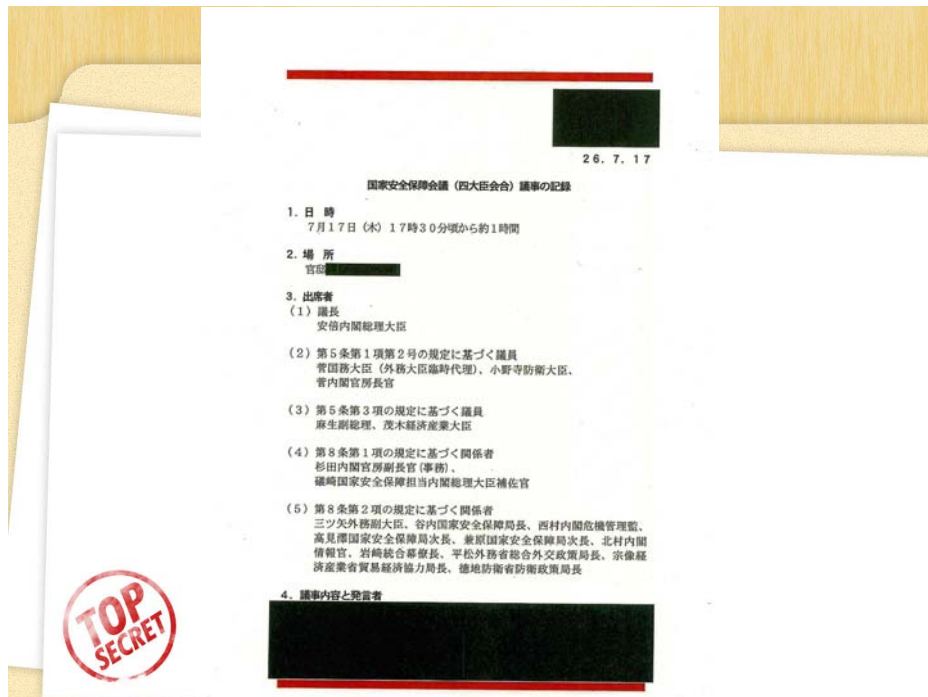 26.7.17
国家安全保障会議（四大臣会合）議事の記録
1．日 時
7月17日（木）17時30分頃から約1時間
2．場 所
官邸
3．出席者
（1）議長
安倍内閣総理大臣
（2）第5条第1項第2号の規定に基づく議員
菅国務大臣（外務大臣臨時代理）、小野寺防衛大臣、
菅内閣官房長官
（3）第5条第3項の規定に基づく議員
麻生副総理、茂木経済産業大臣
（4）第8条第1項の規定に基づく関係者
杉田内閣官房副長官（事務）、
礒崎国家安全保障担当内閣総理大臣補佐官
（5）第8条第2項の規定に基づく関係者
三ツ矢外務副大臣、谷内国家安全保障局長、西村内閣危機管理監、
高見澤国家安全保障局次長、兼原国家安全保障局次長、北村内閣
情報官、岩崎統合幕僚長、平松外務省総合外交政策局長、宗像経
済産業省貿易経済協力局長、徳地防衛省防衛政策局長
4．議事内容と発言者
TOP
SECRET